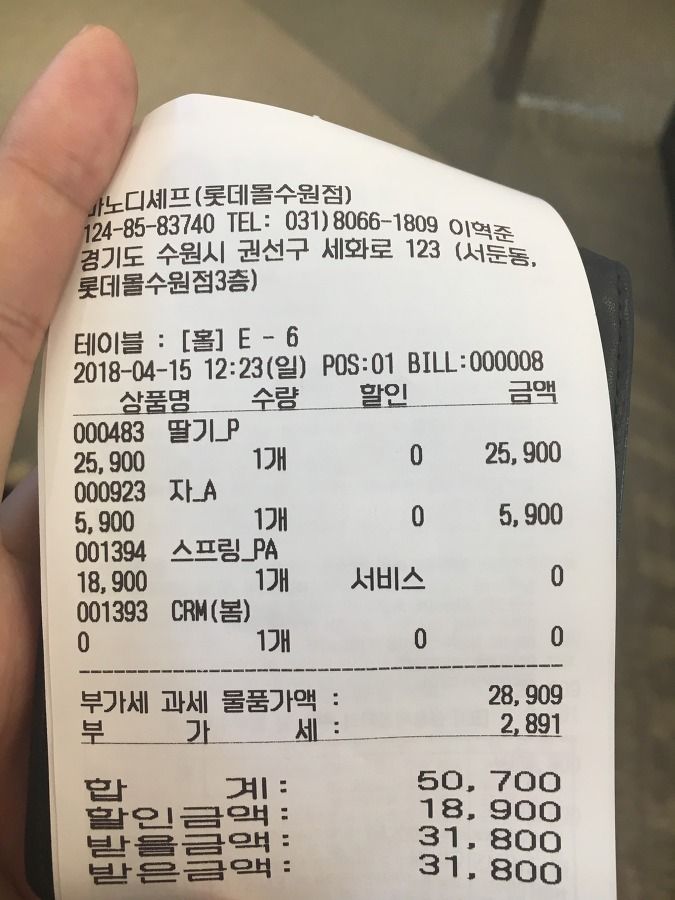 마노디셰프(롯데몰수원점)
124-85-83740 TEL: 031)8066-1809 이혁준
경기도 수원시 권선구 세화로 123 (서둔동,
롯데몰수원점3층)
테이블 : [홀] E - 6
2018-04-15 12:23(일) POS:01 BILL:000008
상품명 수량 할인 금액
000483 딸기_P
25,900 1개 0 25,900
000923 자_A
5,900 1개 0 5,900
001394 스프링_PA
18,900 1개 서비스 0
001393 CRM(봄)
0 1개 0 0
부가세 과세 물품가액 : 28,909
부 가 세 : 2,891
합 계 : 50,700
할인금액 : 18,900
받을금액 : 31,800
받은금액 : 31,800